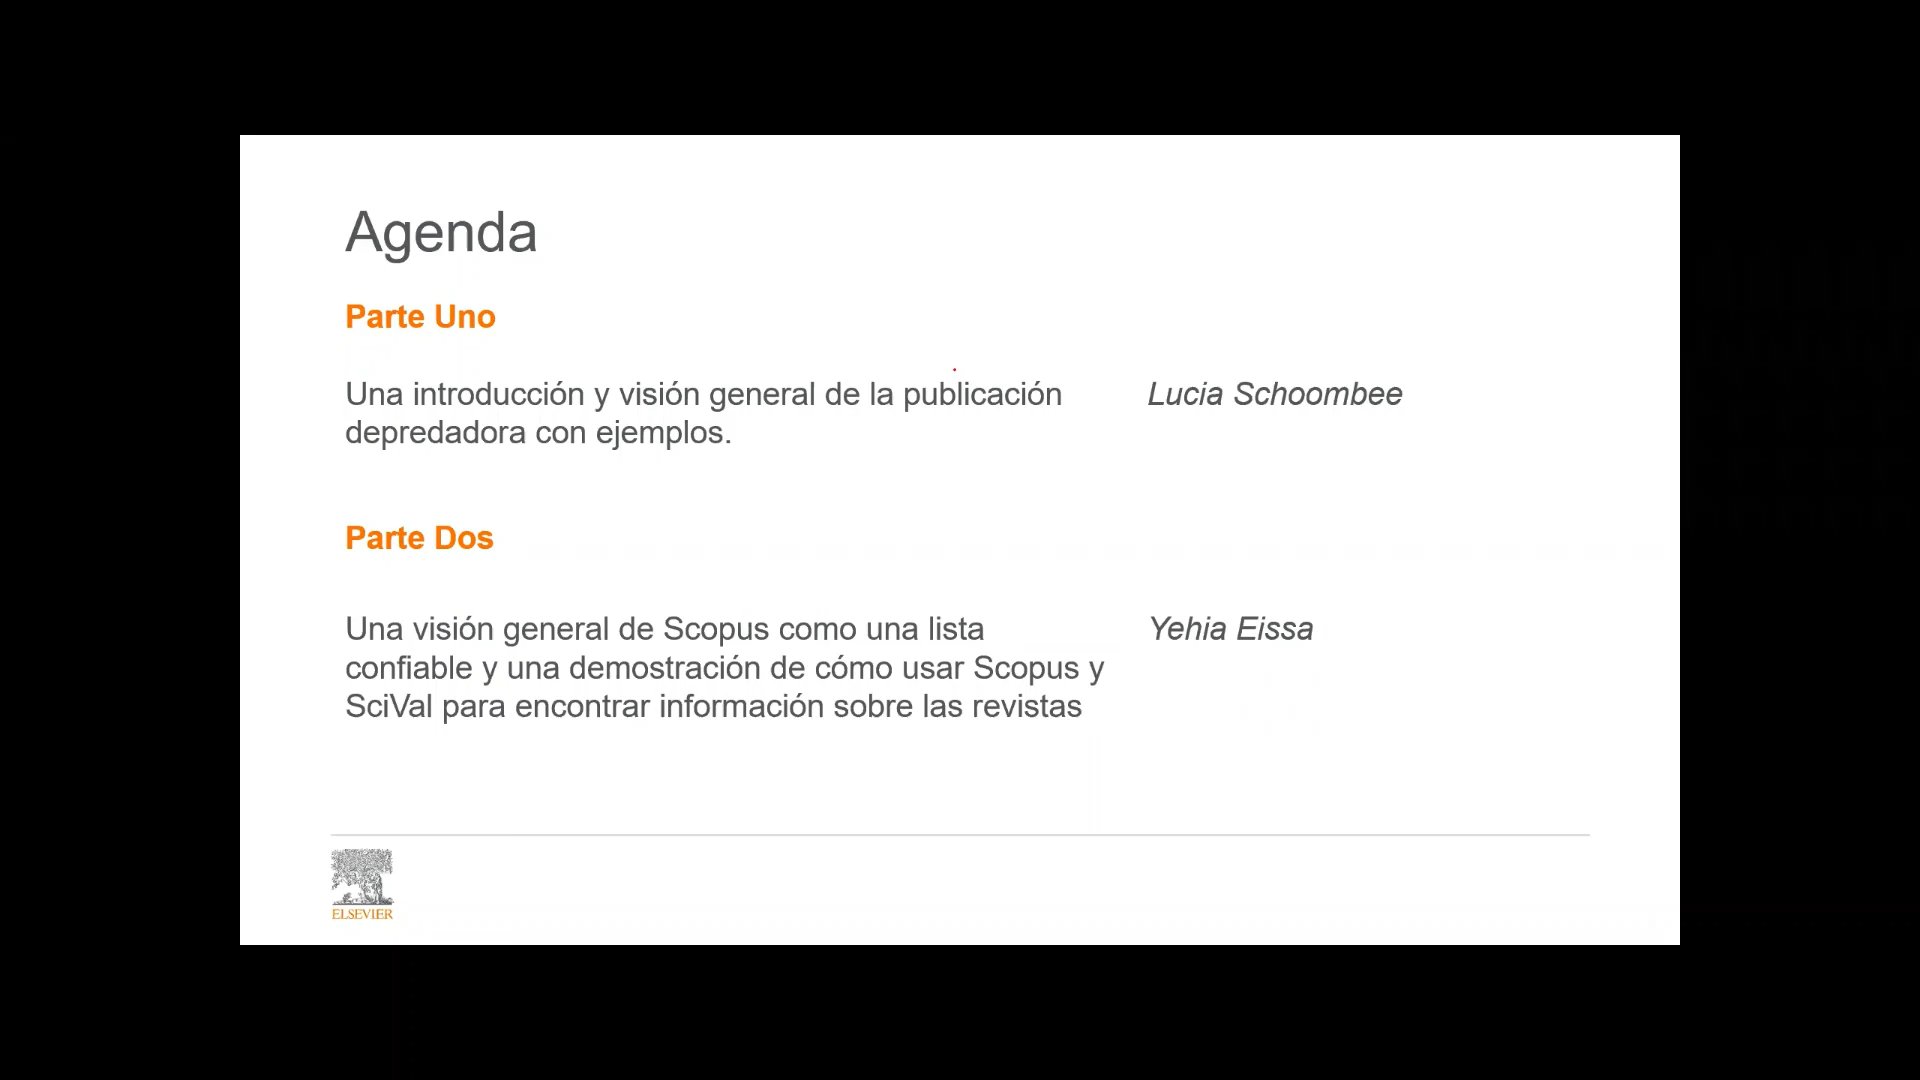 Agenda
Parte Uno
Una introducción y visión general de la publicación
depredadora con ejemplos.
Lucia Schoombee
Parte Dos
Una visión general de Scopus como una lista
confiable y una demostración de cómo usar Scopus y
SciVal para encontrar información sobre las revistas
Yehia Eissa
ELSEVIER